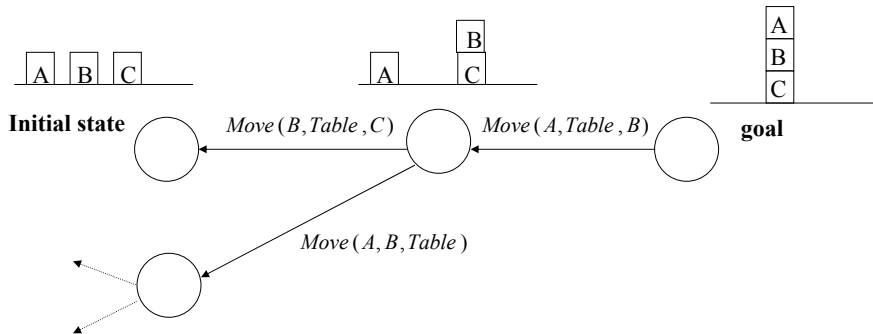 A
B
B
A
B
C
A
C
B
C
Initial state
Move(B,Table,C)
Move(A,Table,B)
goal
Move(A,B,Table)